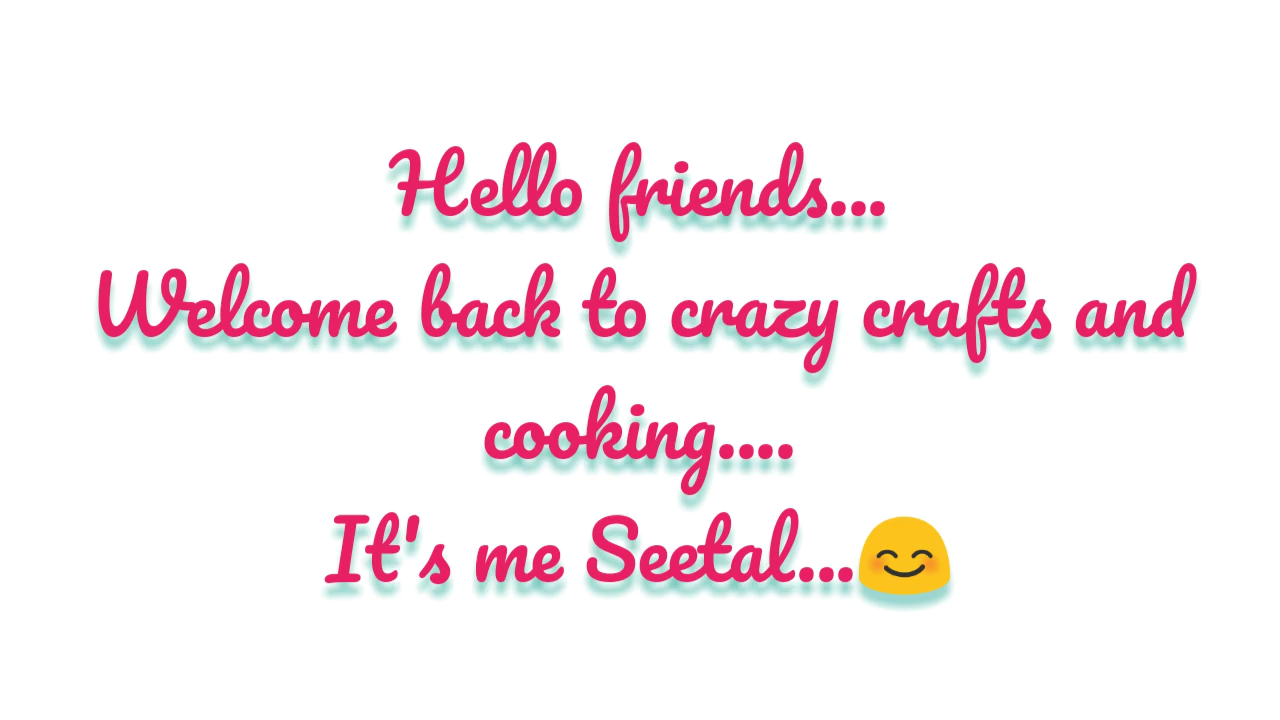 Hello friends...
Welcome back to crazy crafts and
cooking....
It's me Seetal...😊